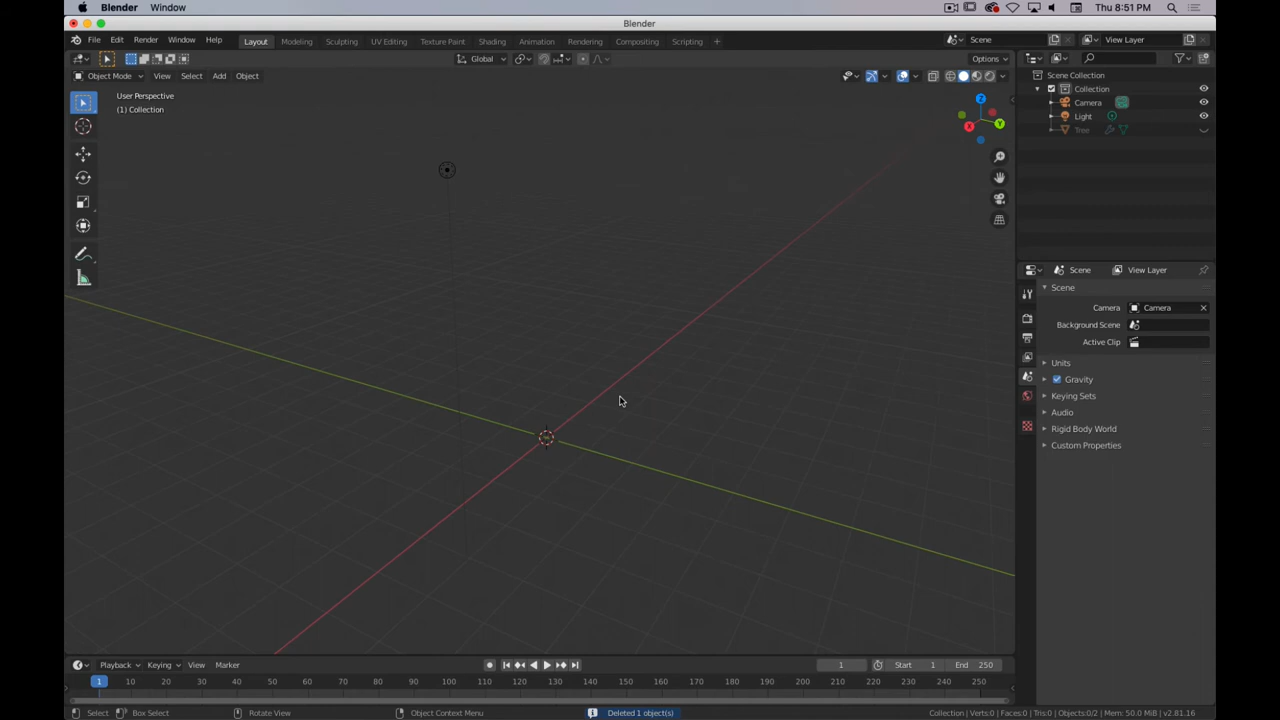 Blender Window Thu 8:51 PM
Blender
File Edit Render Window Help Layout Modeling Sculpting UV Editing Texture Paint Shading Animation Rendering Compositing Scripting + Scene View Layer
Global Options
Object Mode View Select Add Object
User Perspective
(1) Collection
Z
Y
X
Scene Collection
Collection
Camera
Light
Tree
Scene View Layer
Scene
Camera Camera
Background Scene
Active Clip
Units
Gravity
Keying Sets
Audio
Rigid Body World
Custom Properties
Playback Keying View Marker 1 Start 1 End 250
1 10 20 30 40 50 60 70 80 90 100 110 120 130 140 150 160 170 180 190 200 210 220 230 240 250
Select Box Select Rotate View Object Context Menu Deleted 1 object(s) Collection | Verts:0 | Faces:0 | Tris:0 | Objects:0/2 | Mem: 50.0 MiB | v2.81.16